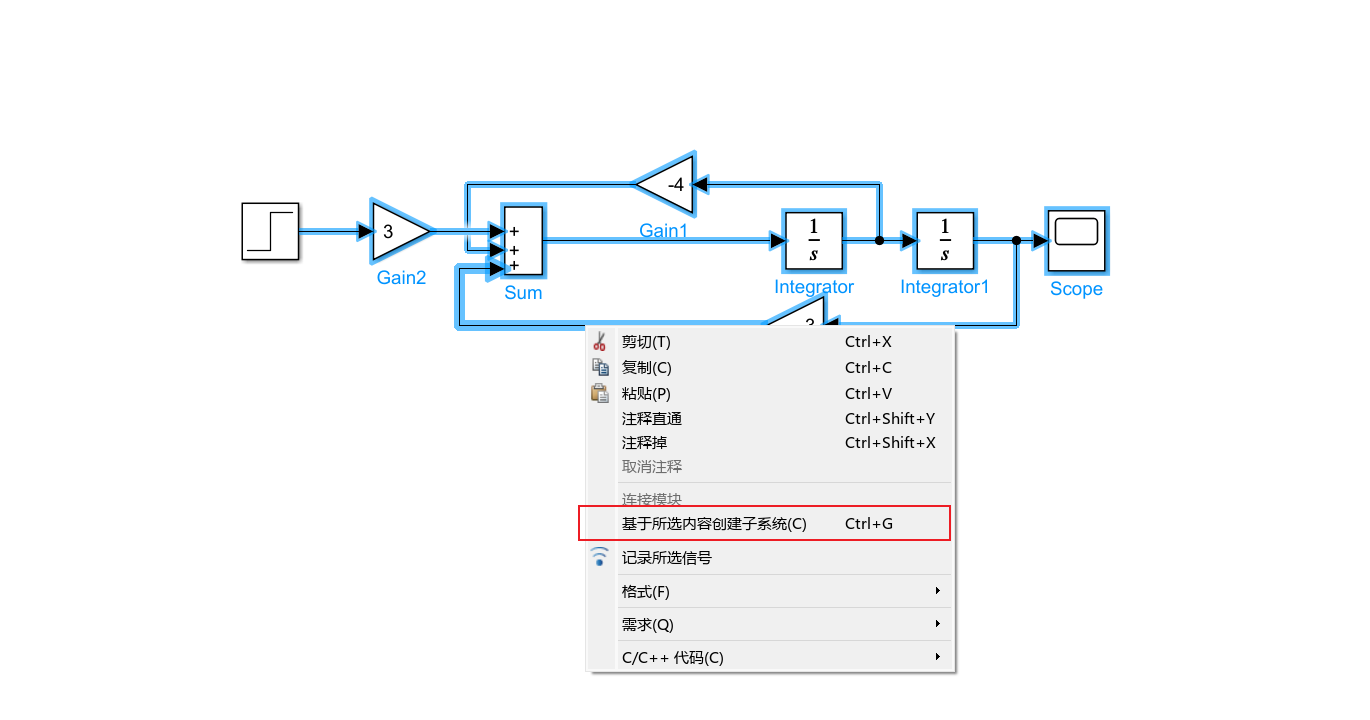 -4
3
+
+
+
1
s
1
s
Gain1
Gain2
Sum
Integrator
Integrator1
Scope
剪切(T) Ctrl+X
复制(C) Ctrl+C
粘贴(P) Ctrl+V
注释直通 Ctrl+Shift+Y
注释掉 Ctrl+Shift+X
取消注释
连接模块
基于所选内容创建子系统(C) Ctrl+G
记录所选信号
格式(F)
需求(Q)
C/C++ 代码(C)